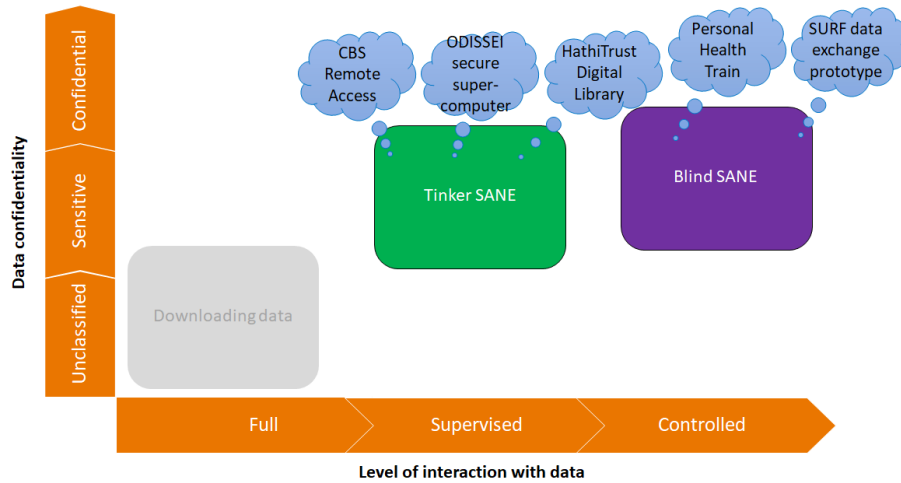 CBS
Remote
Access
ODISSEI
secure
super-
computer
HathiTrust
Digital
Library
Personal
Health
Train
SURF data
exchange
prototype
Data confidentiality
Confidential
Sensitive
Unclassified
Tinker SANE
Blind SANE
Downloading data
Full
Supervised
Controlled
Level of interaction with data